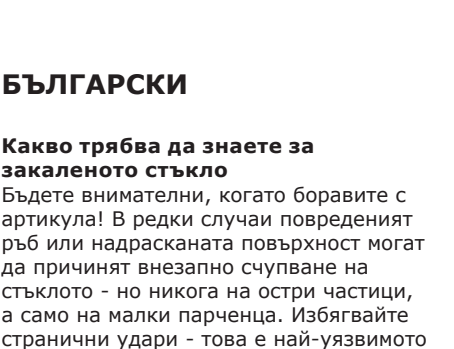 БЪЛГАРСКИ
Какво трябва да знаете за
закаленото стъкло
Бъдете внимателни, когато боравите с
артикула! В редки случаи повреденият
ръб или надрасканата повърхност могат
да причинят внезапно счупване на
стъклото - но никога на остри частици,
а само на малки парченца. Избягвайте
странични удари - това е най-уязвимото